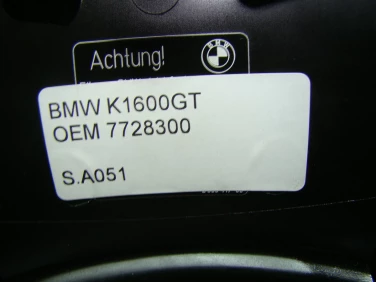 Achtung!
BMW
BMW K1600GT
OEM 7728300
S.A051